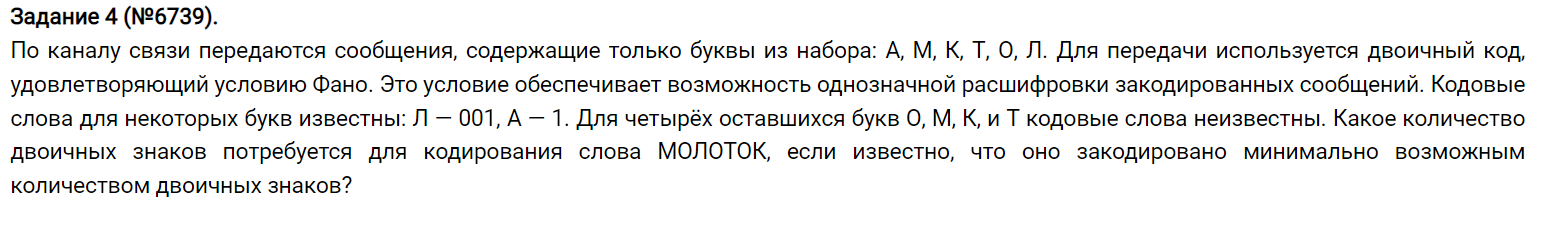 Задание 4 (№6739).
По каналу связи передаются сообщения, содержащие только буквы из набора: А, М, К, Т, О, Л. Для передачи используется двоичный код,
удовлетворяющий условию Фано. Это условие обеспечивает возможность однозначной расшифровки закодированных сообщений. Кодовые
слова для некоторых букв известны: Л — 001, А — 1. Для четырёх оставшихся букв О, М, К, и Т кодовые слова неизвестны. Какое количество
двоичных знаков потребуется для кодирования слова МОЛОТОК, если известно, что оно закодировано минимально возможным
количеством двоичных знаков?